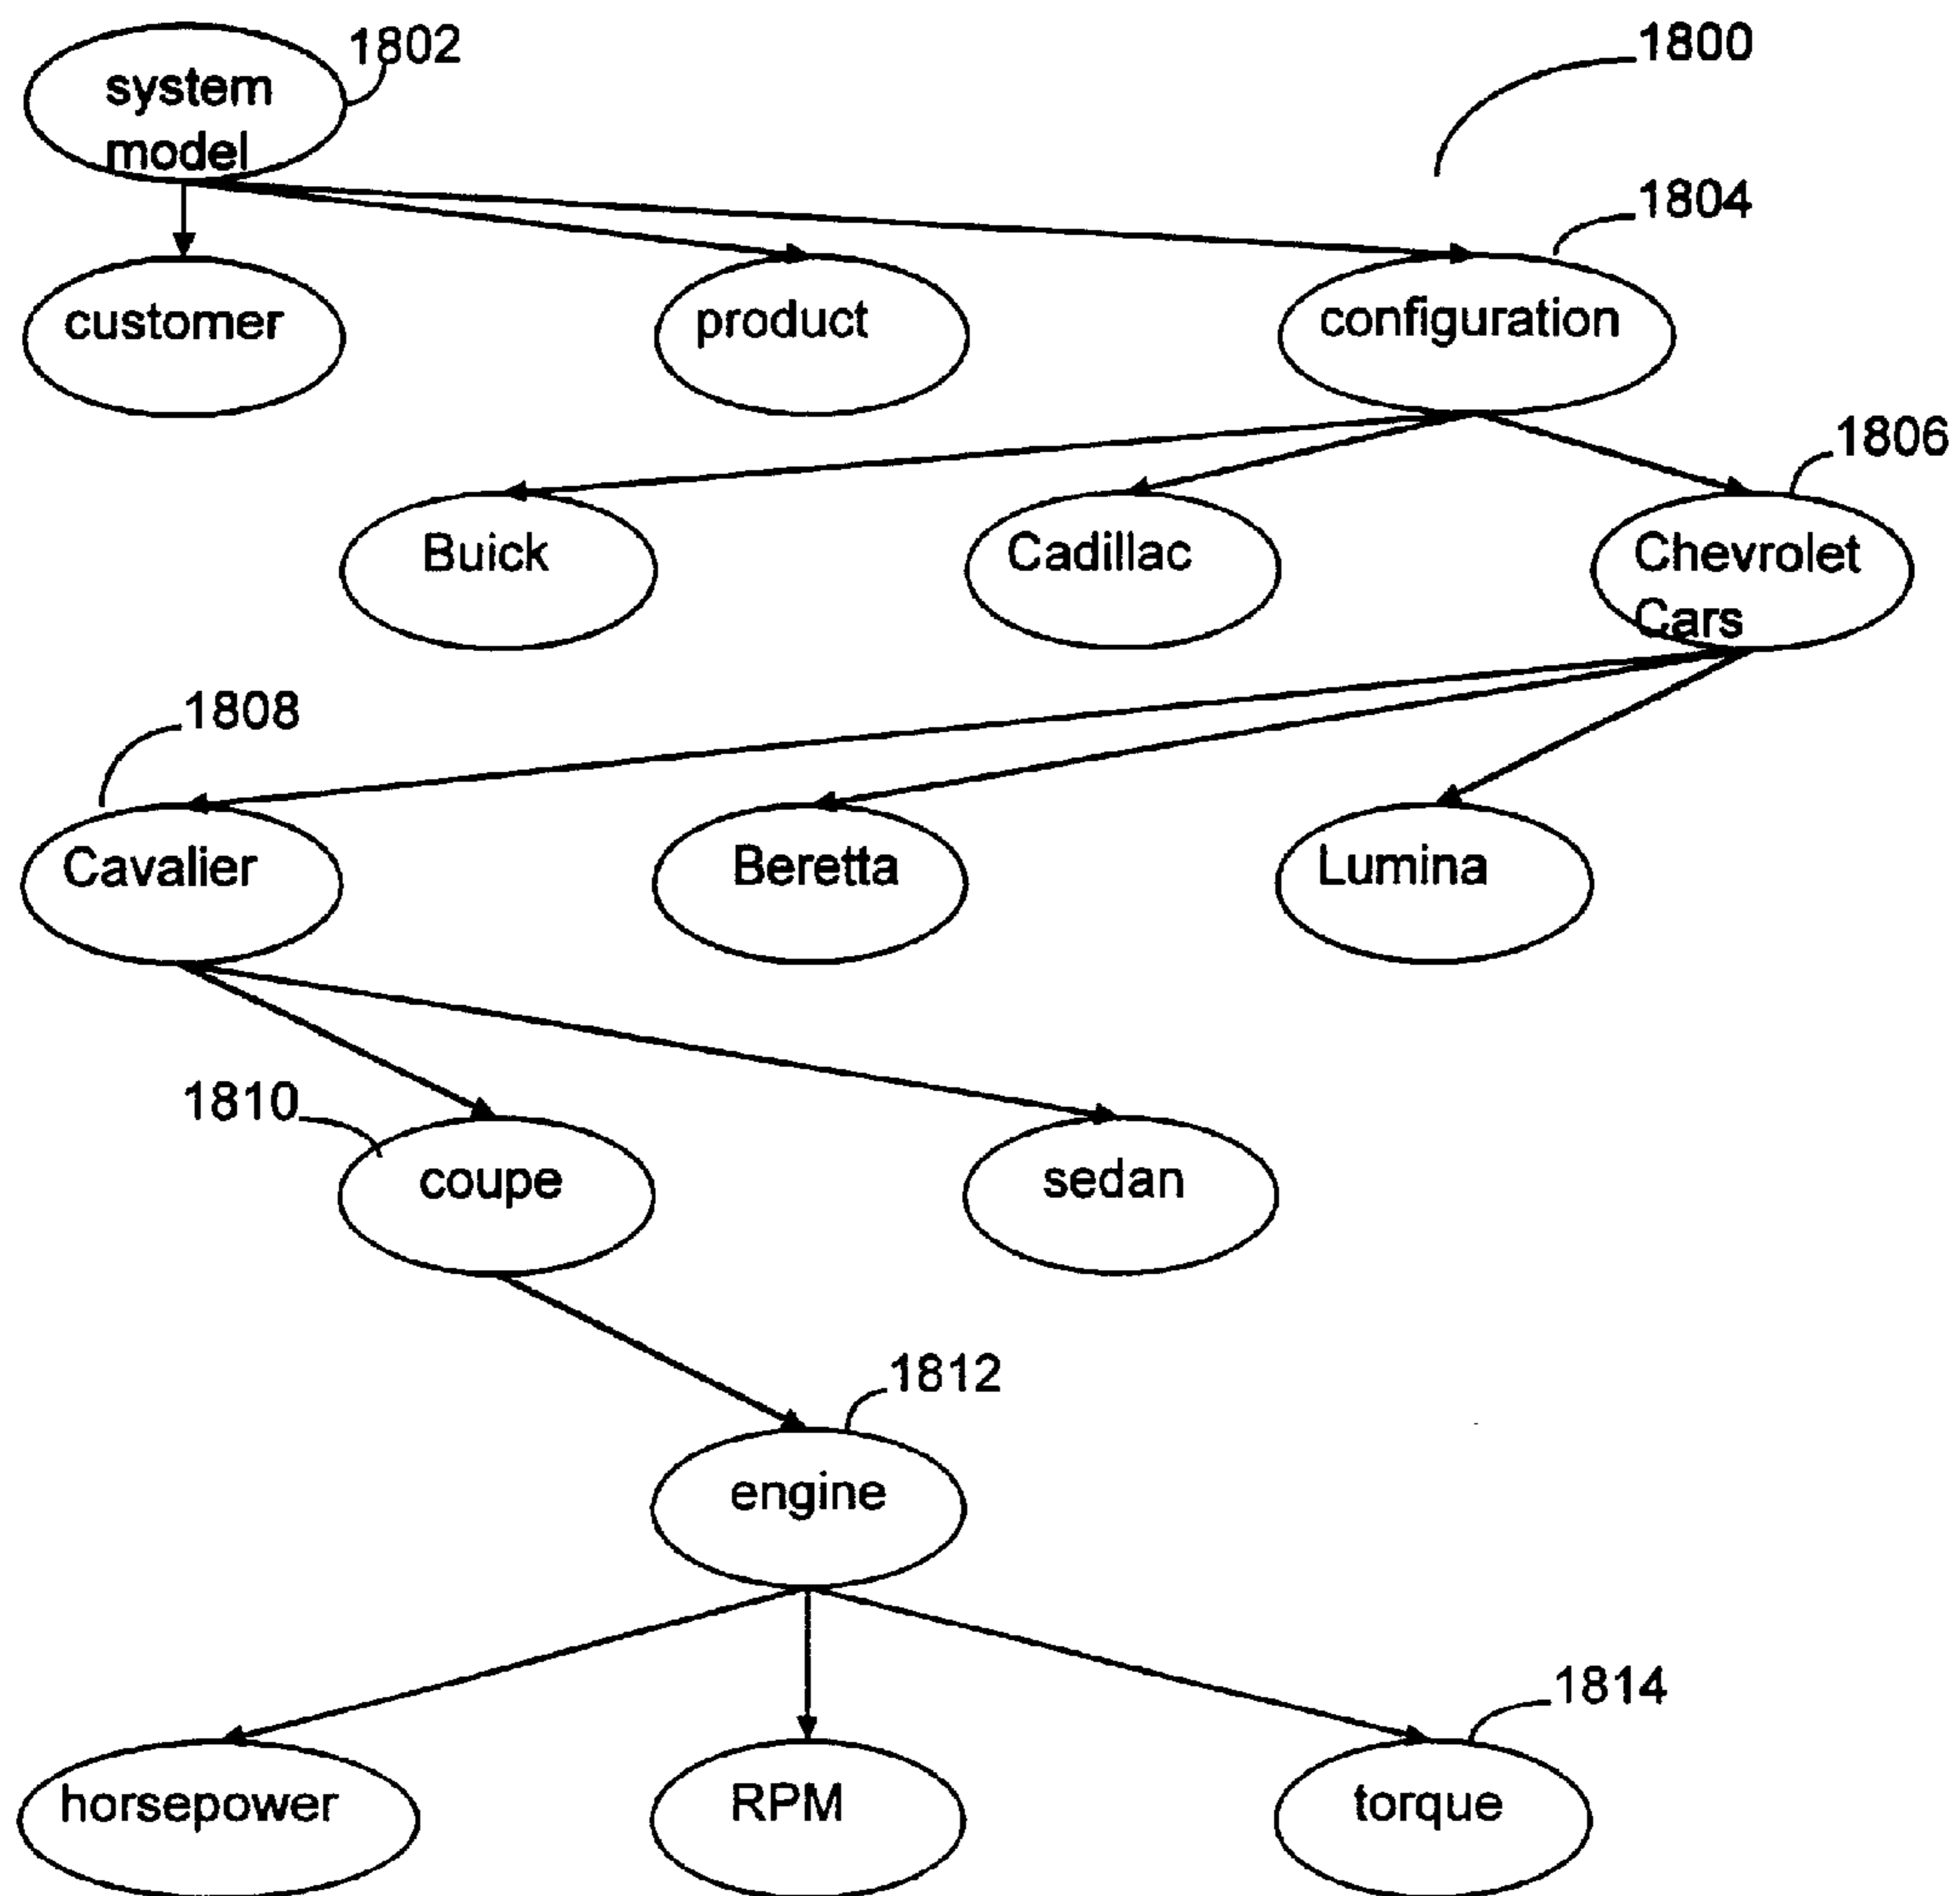 1802
1800
system
model
1804
customer
product
configuration
1806
Buick
Cadillac
Chevrolet
Cars
1808
Cavalier
Beretta
Lumina
1810
coupe
sedan
1812
engine
1814
horsepower
RPM
torque